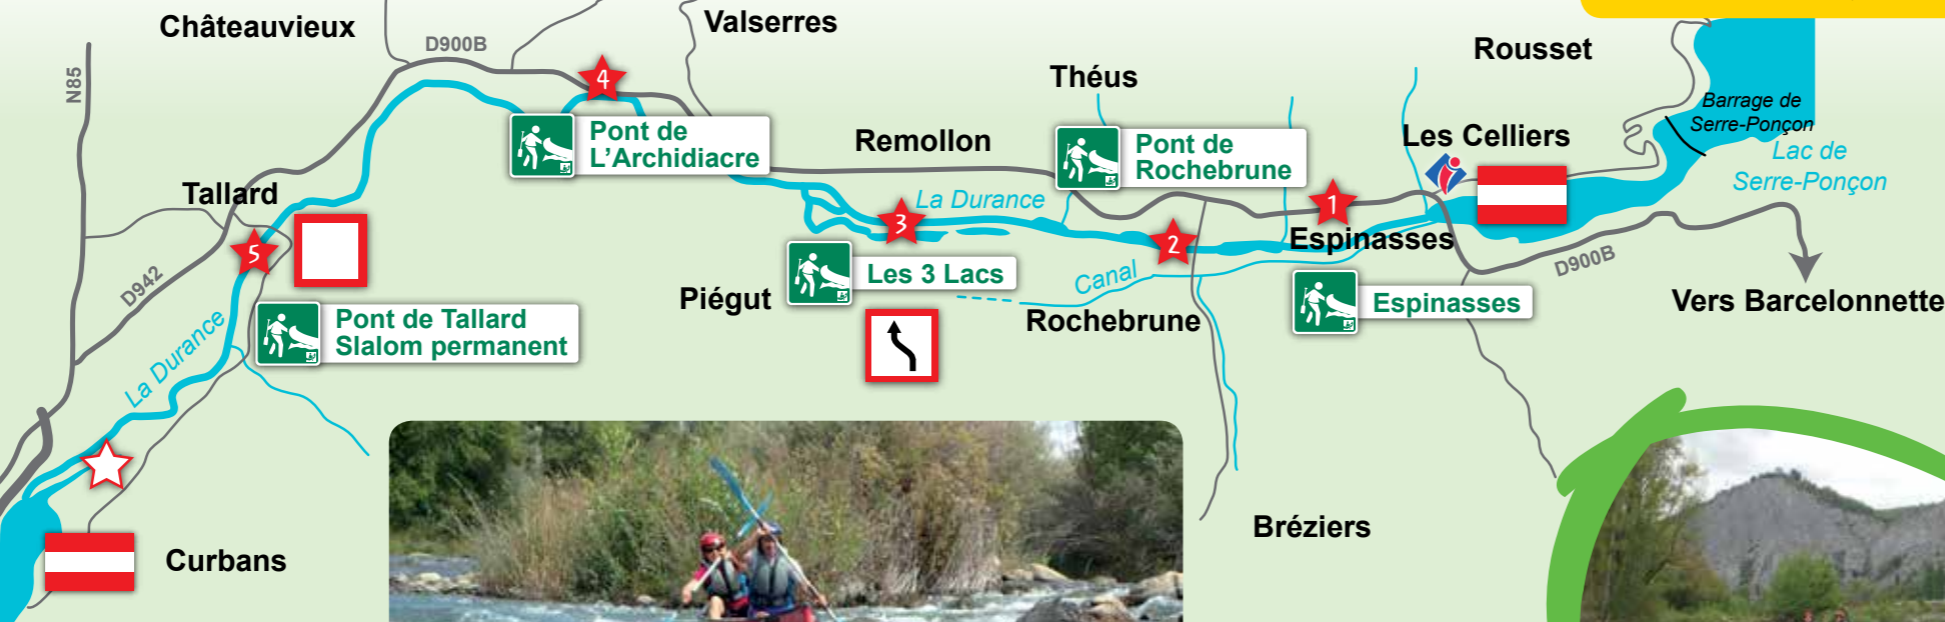 Châteauvieux
Valserres
Rousset
D900B
N85
4
Théus
Barrage de
Serre-Ponçon
Pont de
L'Archidiacre
Remollon
Pont de
Rochebrune
Les Celliers
Lac de
Serre-Ponçon
Tallard
La Durance
1
3
2
Espinasses
5
D942
Les 3 Lacs
Canal
D900B
Piégut
Rochebrune
Espinasses
Vers Barcelonnette
Pont de Tallard
Slalom permanent
La Durance
Bréziers
Curbans